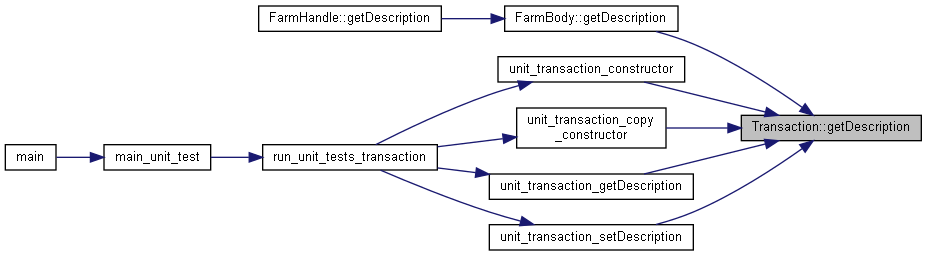 FarmHandle::getDescription
FarmBody::getDescription
unit_transaction_constructor
unit_transaction_copy
_constructor
Transaction::getDescription
main
main_unit_test
run_unit_tests_transaction
unit_transaction_getDescription
unit_transaction_setDescription